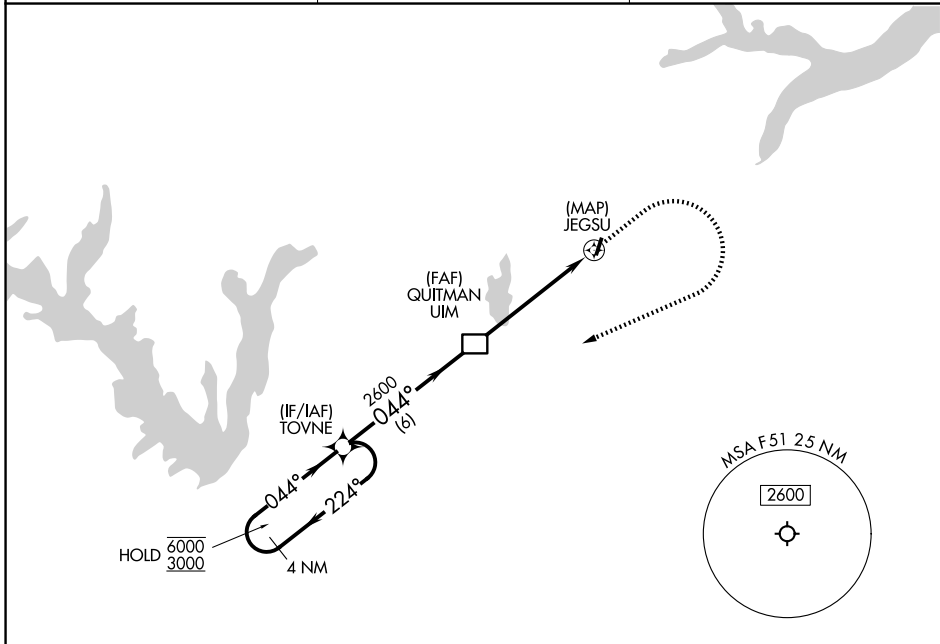 (MAP)
JEGSU
(FAF)
QUITMAN
UIM
2600
044°
(6)
(IF/IAF)
TOVNE
044°
224°
HOLD 6000
3000
4 NM
MSA F51 25 NM
2600